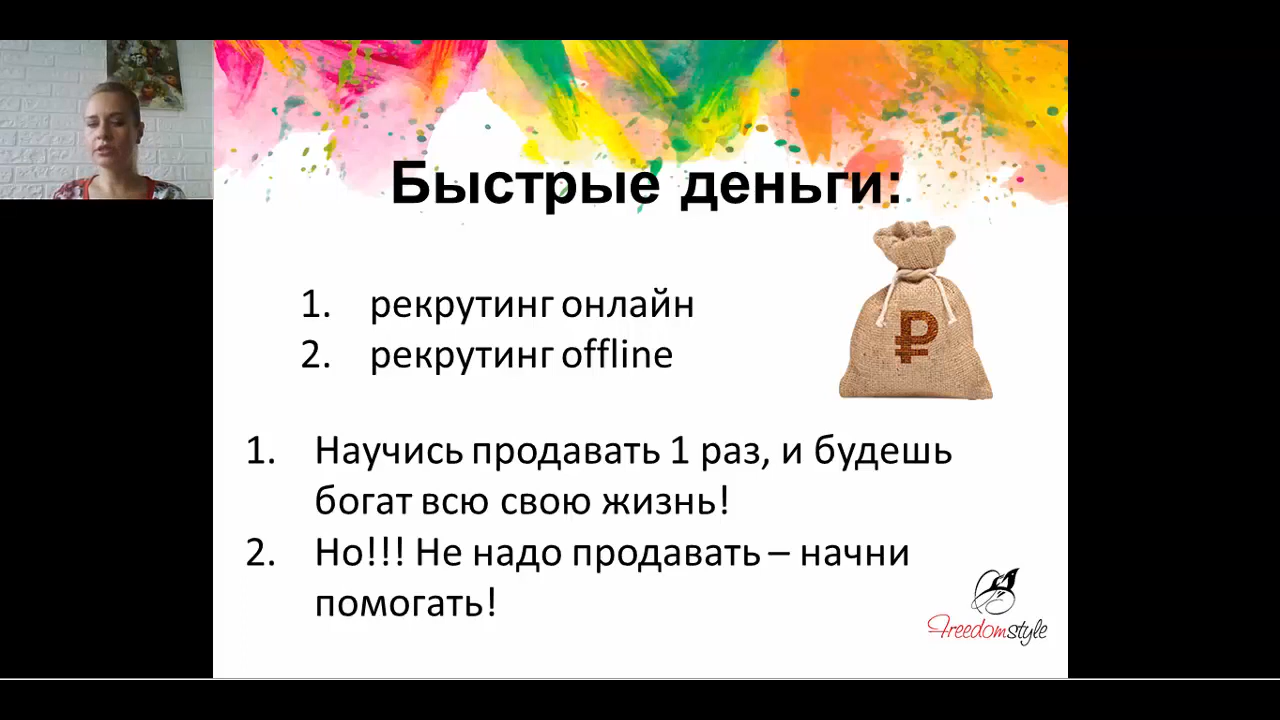 Быстрые деньги:
1. рекрутинг онлайн
2. рекрутинг offline
₽
1. Научись продавать 1 раз, и будешь
богат всю свою жизнь!
2. Но!!! Не надо продавать – начни
помогать!
Freedomstyle